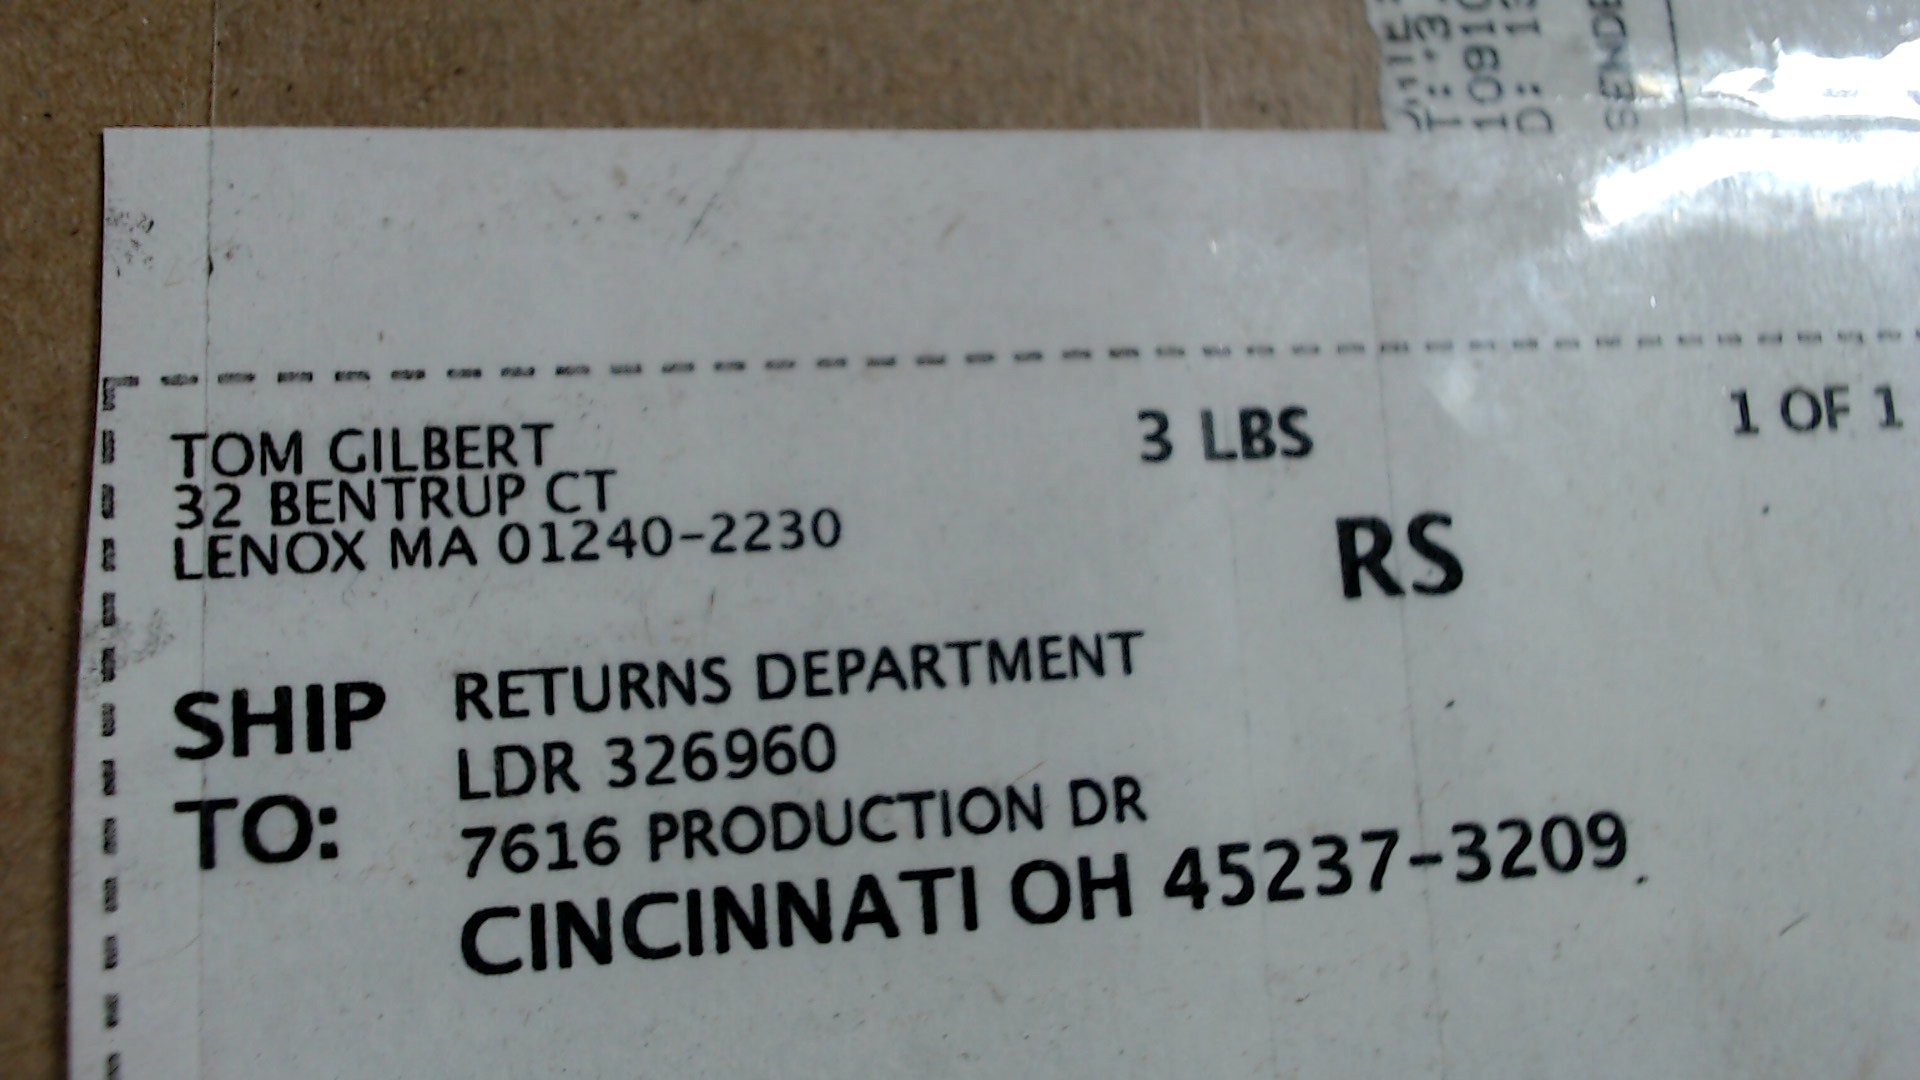 TOM GILBERT
32 BENTRUP CT
LENOX MA 01240-2230
3 LBS
1 OF 1
RS
SHIP TO:
RETURNS DEPARTMENT
LDR 326960
7616 PRODUCTION DR
CINCINNATI OH 45237-3209